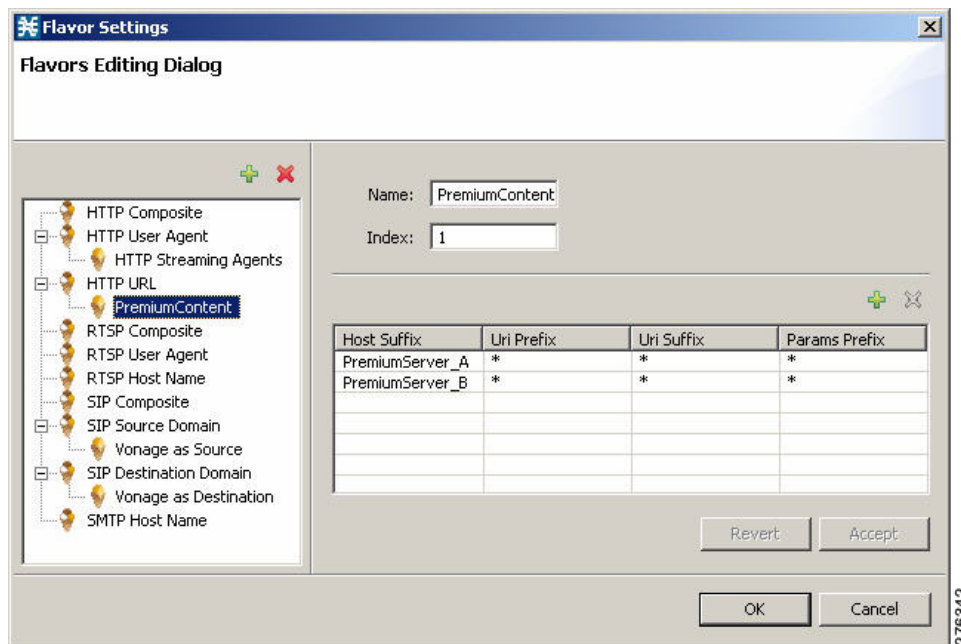 Flavor Settings
Flavors Editing Dialog
HTTP Composite
HTTP User Agent
HTTP Streaming Agents
HTTP URL
PremiumContent
RTSP Composite
RTSP User Agent
RTSP Host Name
SIP Composite
SIP Source Domain
Vonage as Source
SIP Destination Domain
Vonage as Destination
SMTP Host Name
Name: PremiumContent
Index: 1
Host Suffix Uri Prefix Uri Suffix Params Prefix
PremiumServer_A * * *
PremiumServer_B * * *
Revert Accept
OK Cancel
276342